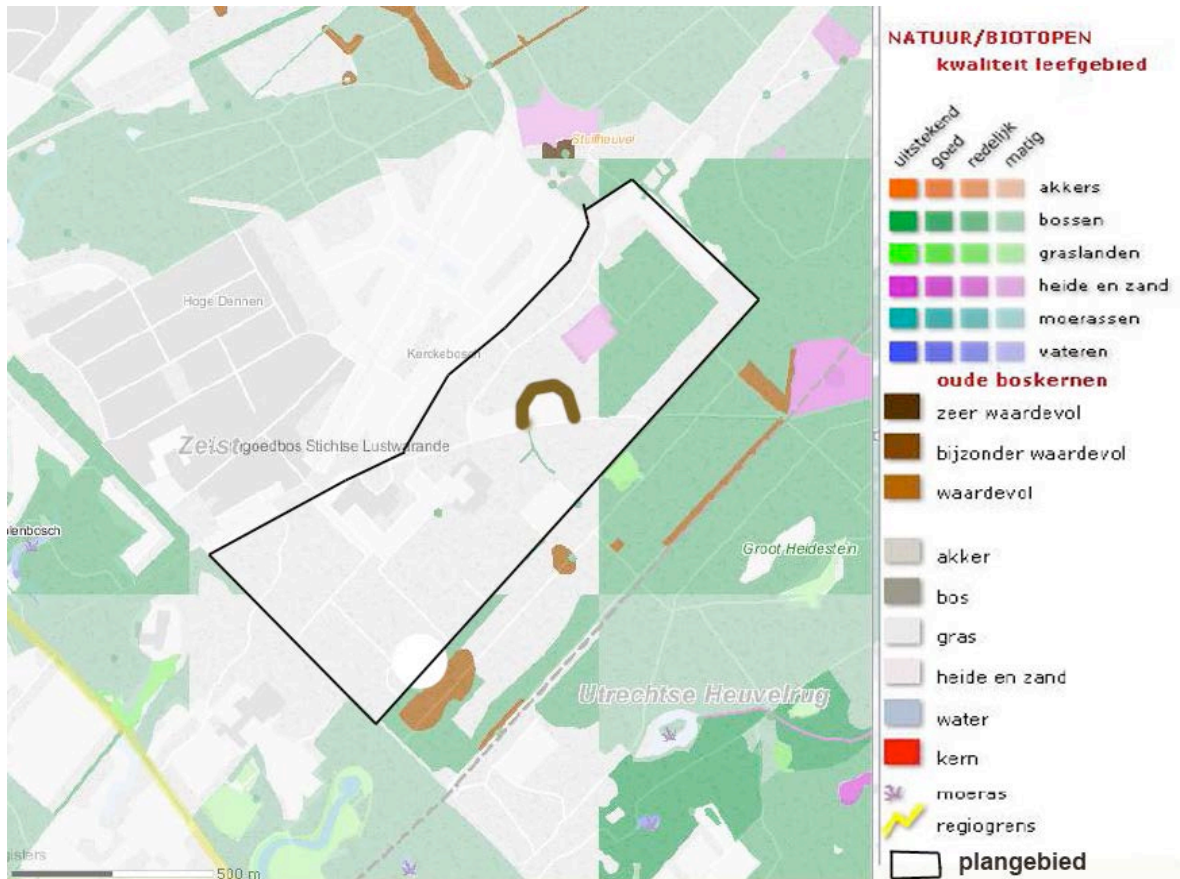 Stuifheuvel
Hoge Dennen
Kerckebosch
Zeist
goedbos Stichtse Lustwarande
olenbosch
Groot Heidestein
Utrechtse Heuvelrug
500 m
NATUUR/BIOTOPEN
kwaliteit leefgebied
uitstekend
goed
redelijk
matig
akkers
bossen
graslanden
heide en zand
moerassen
wateren
oude boskernen
zeer waardevol
bijzonder waardevol
waardevol
akker
bos
gras
heide en zand
water
kern
moeras
regiogrens
plangebied